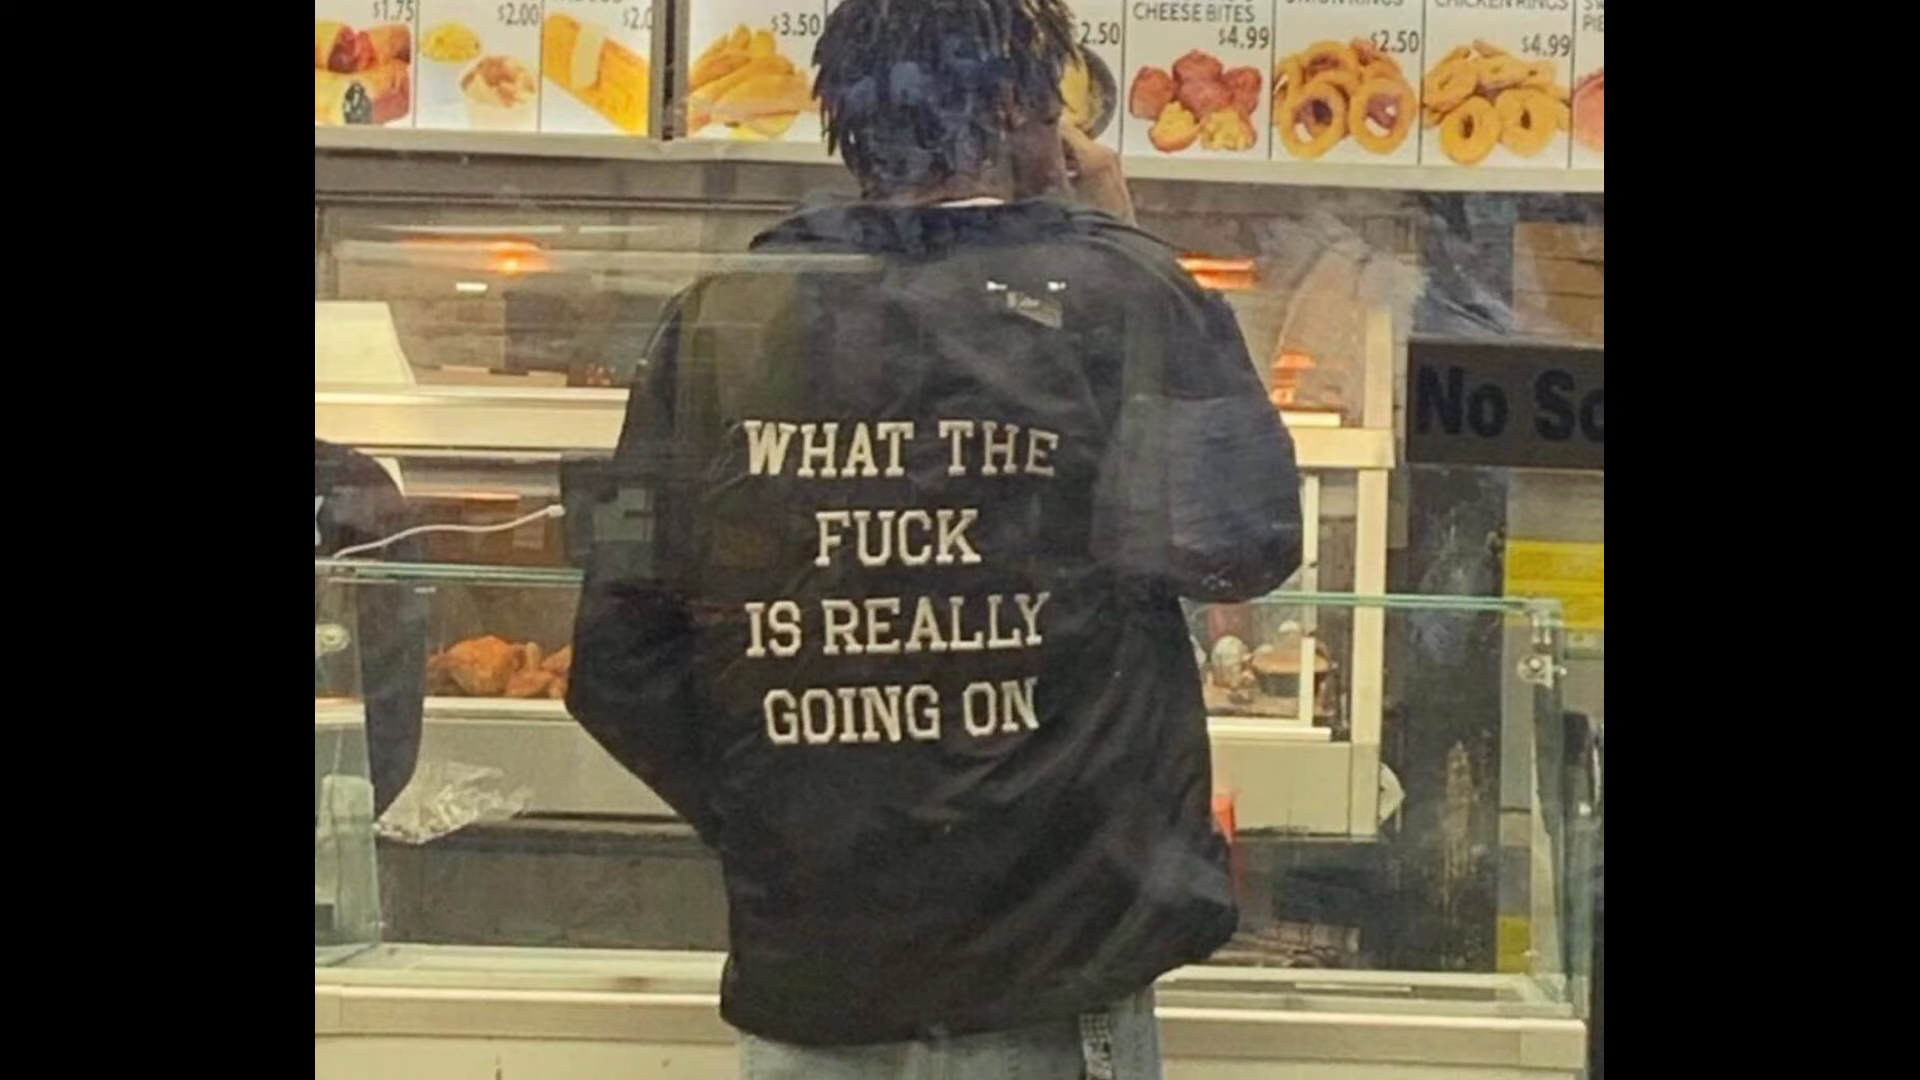 $1.75
$2.00
$3.50
2.50
CHEESE BITES
$4.99
$2.50
$4.99
No
WHAT THE
FUCK
IS REALLY
GOING ON